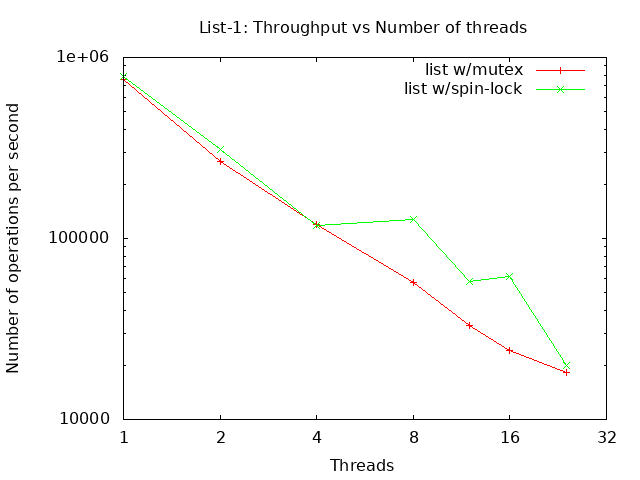 List-1: Throughput vs Number of threads
1e+06
list w/mutex
list w/spin-lock
Number of operations per second
100000
10000
1 2 4 8 16 32
Threads